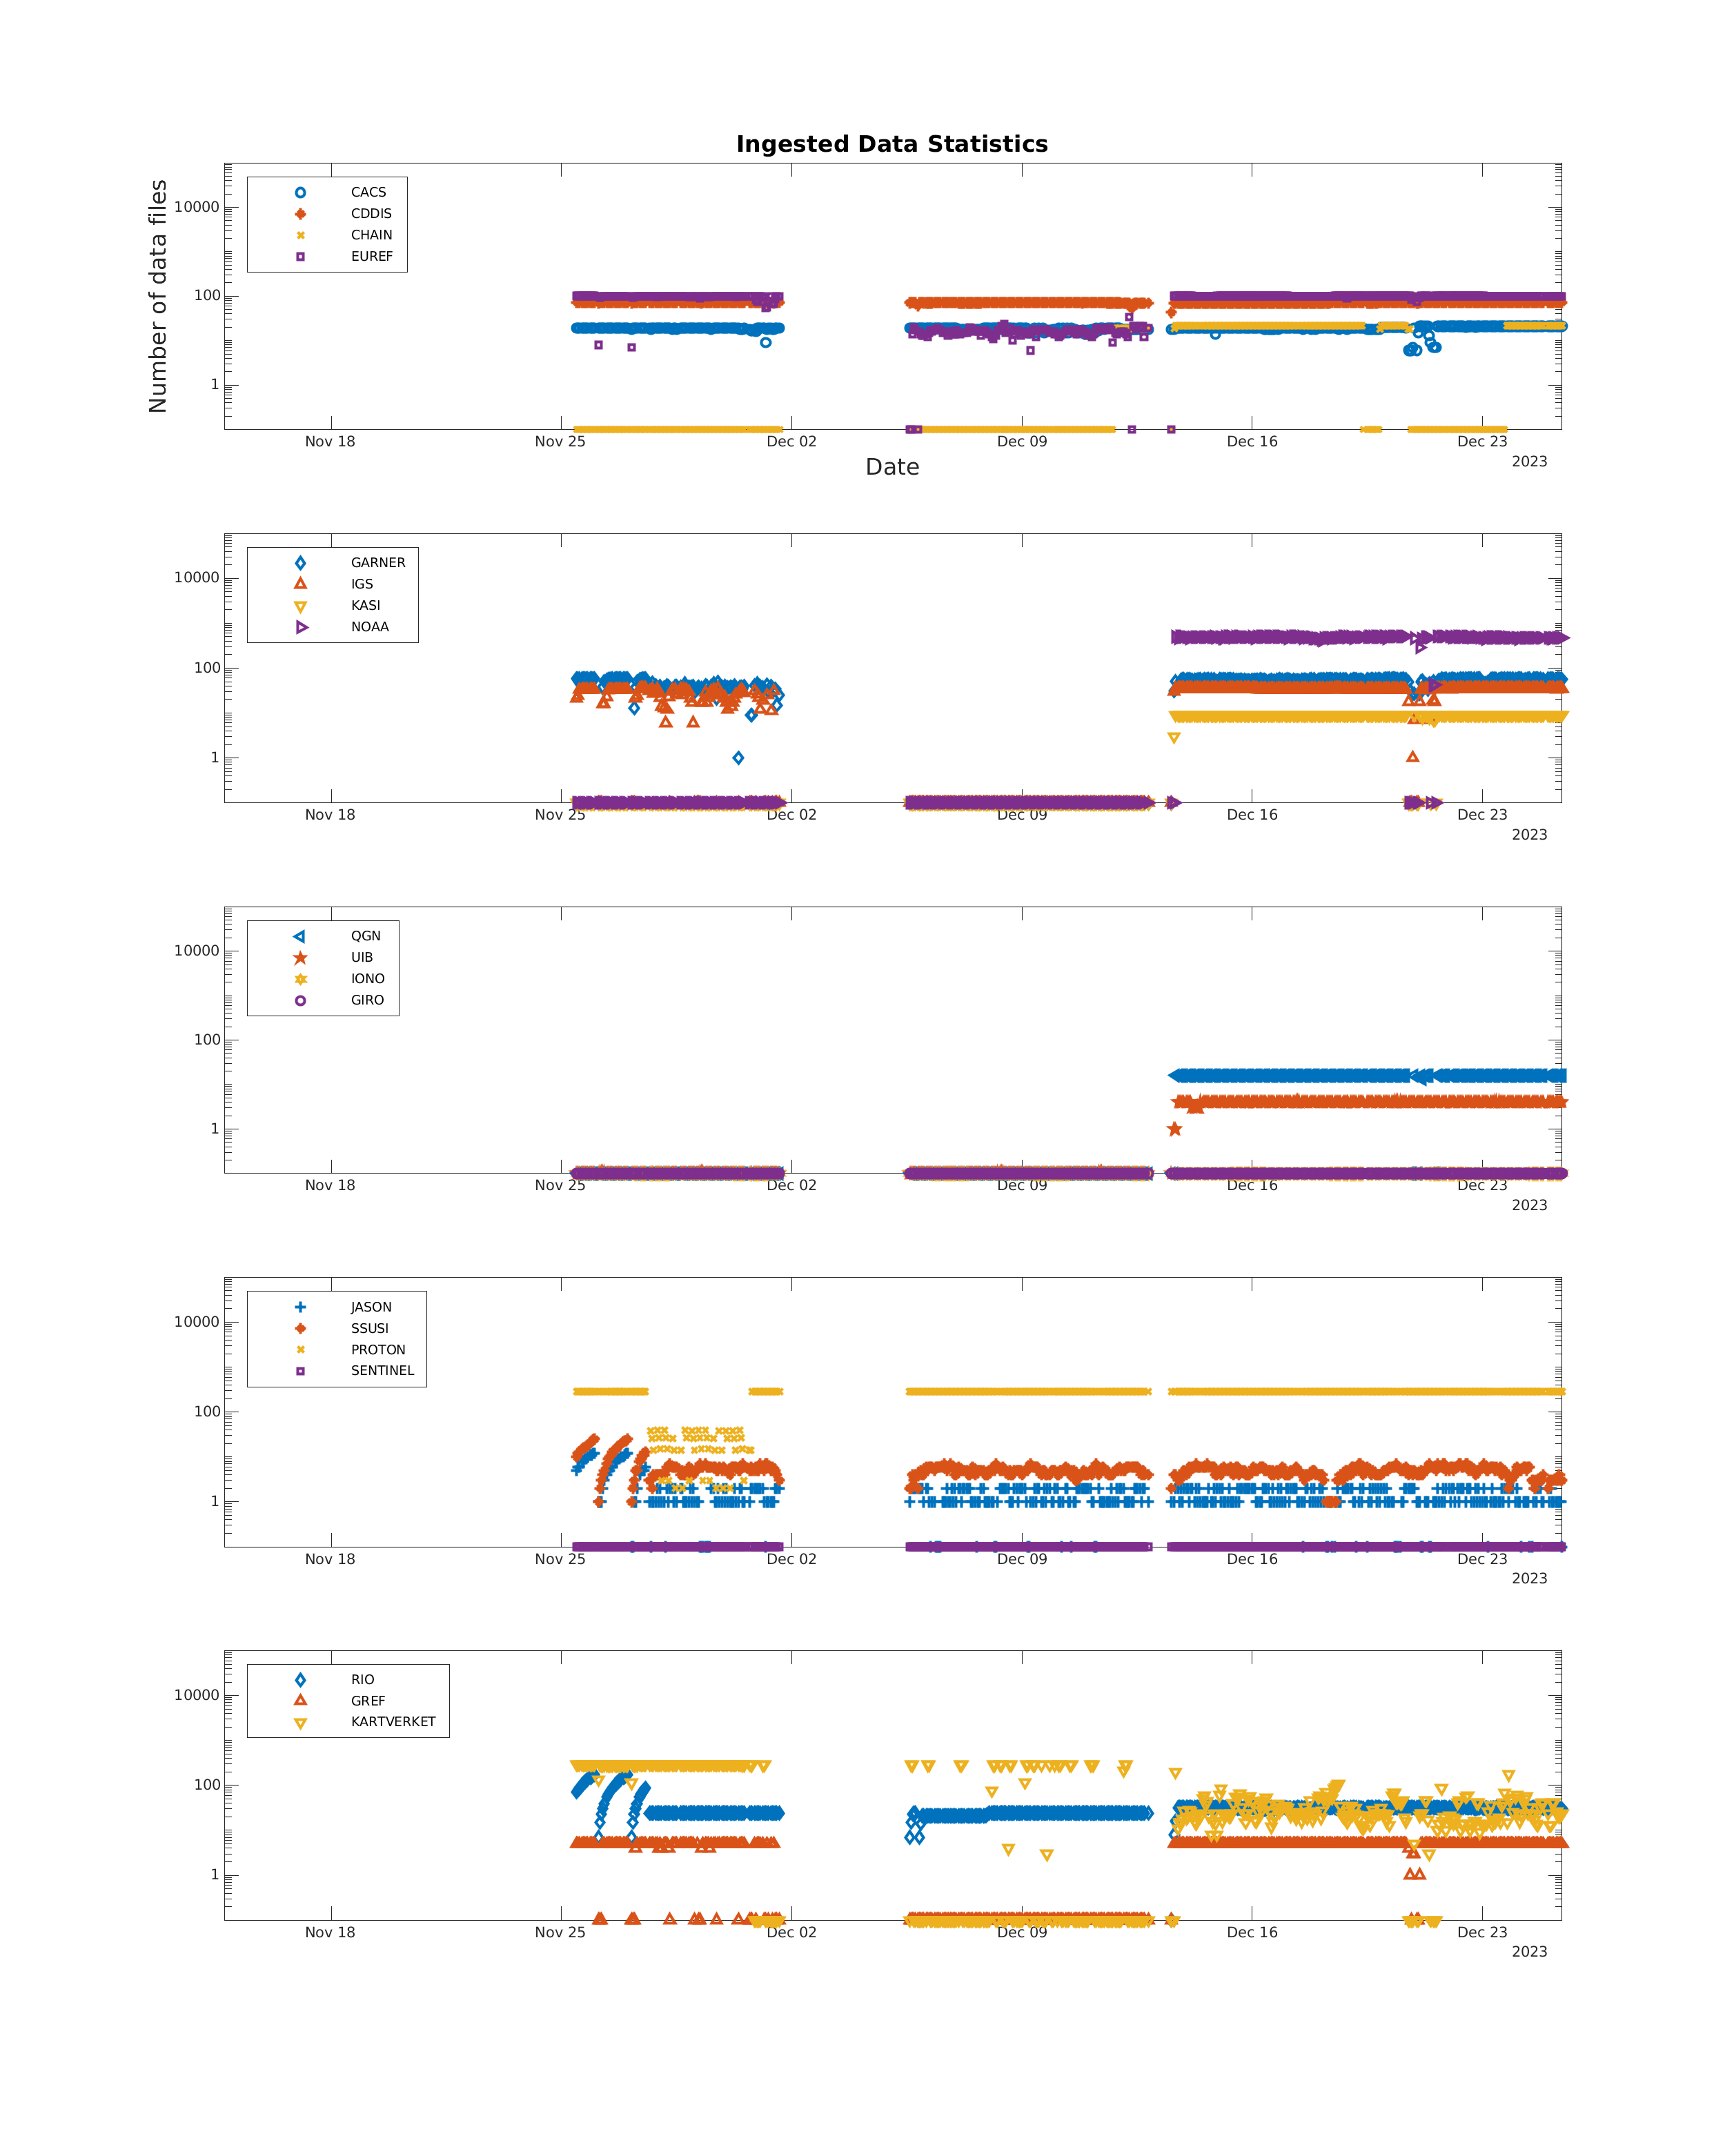 Ingested Data Statistics
Number of data files
10000
100
1
CACS
CDDIS
CHAIN
EUREF
Nov 18 Nov 25 Dec 02 Dec 09 Dec 16 Dec 23
2023
Date
10000
100
1
GARNER
IGS
KASI
NOAA
Nov 18 Nov 25 Dec 02 Dec 09 Dec 16 Dec 23
2023
10000
100
1
QGN
UIB
IONO
GIRO
Nov 18 Nov 25 Dec 02 Dec 09 Dec 16 Dec 23
2023
10000
100
1
JASON
SSUSI
PROTON
SENTINEL
Nov 18 Nov 25 Dec 02 Dec 09 Dec 16 Dec 23
2023
10000
100
1
RIO
GREF
KARTVERKET
Nov 18 Nov 25 Dec 02 Dec 09 Dec 16 Dec 23
2023